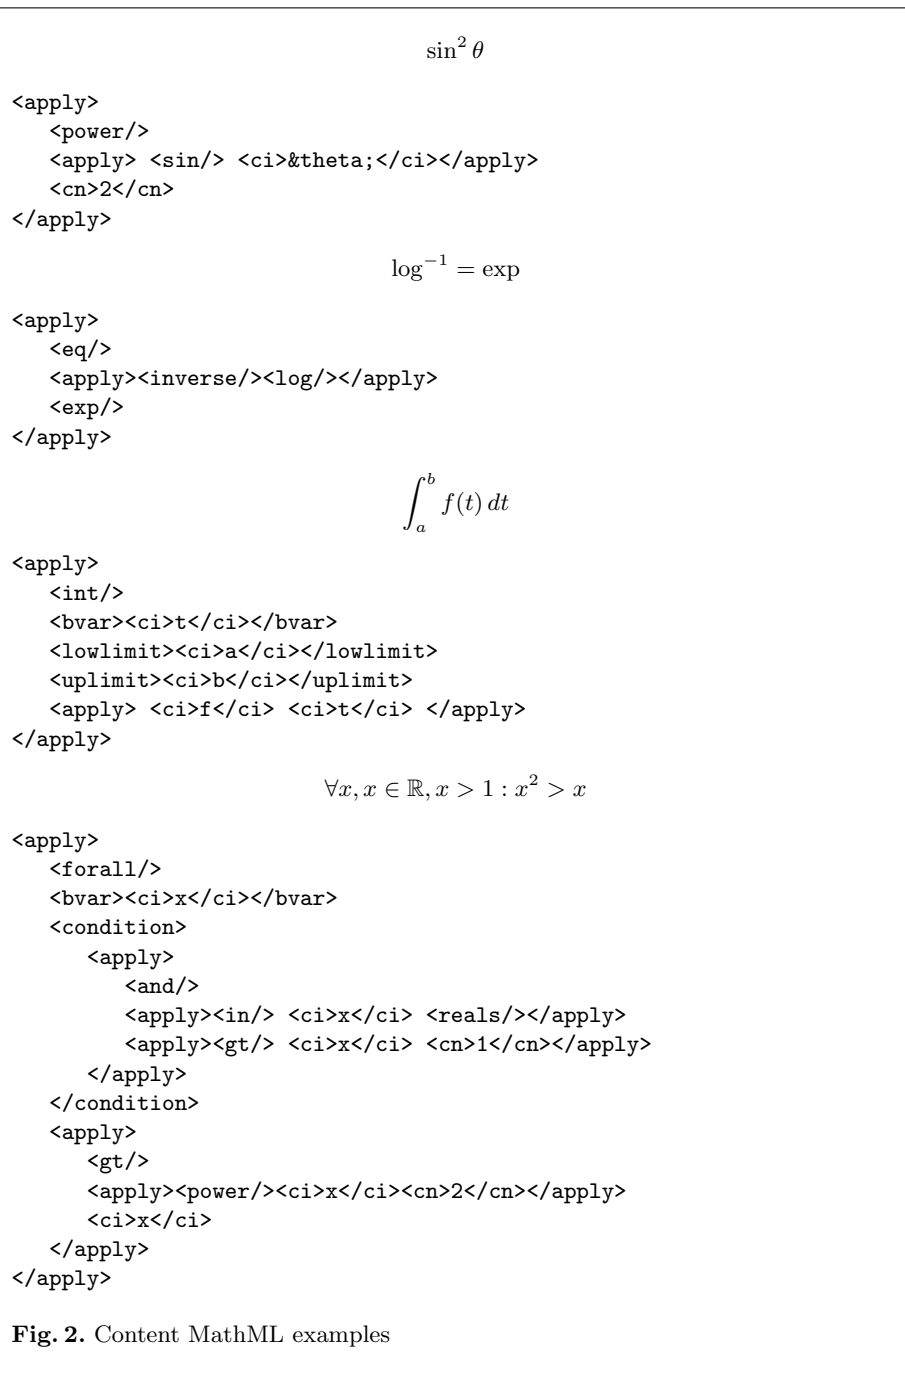 sin² θ
<apply>
   <power/>
   <apply> <sin/> <ci>&theta;</ci></apply>
   <cn>2</cn>
</apply>
log⁻¹ = exp
<apply>
   <eq/>
   <apply><inverse/><log/></apply>
   <exp/>
</apply>
∫ₐᵇ f(t) dt
<apply>
   <int/>
   <bvar><ci>t</ci></bvar>
   <lowlimit><ci>a</ci></lowlimit>
   <uplimit><ci>b</ci></uplimit>
   <apply> <ci>f</ci> <ci>t</ci> </apply>
</apply>
∀x, x ∈ ℝ, x > 1 : x² > x
<apply>
   <forall/>
   <bvar><ci>x</ci></bvar>
   <condition>
      <apply>
         <and/>
         <apply><in/> <ci>x</ci> <reals/></apply>
         <apply><gt/> <ci>x</ci> <cn>1</cn></apply>
      </apply>
   </condition>
   <apply>
      <gt/>
      <apply><power/><ci>x</ci><cn>2</cn></apply>
      <ci>x</ci>
   </apply>
</apply>
Fig. 2. Content MathML examples